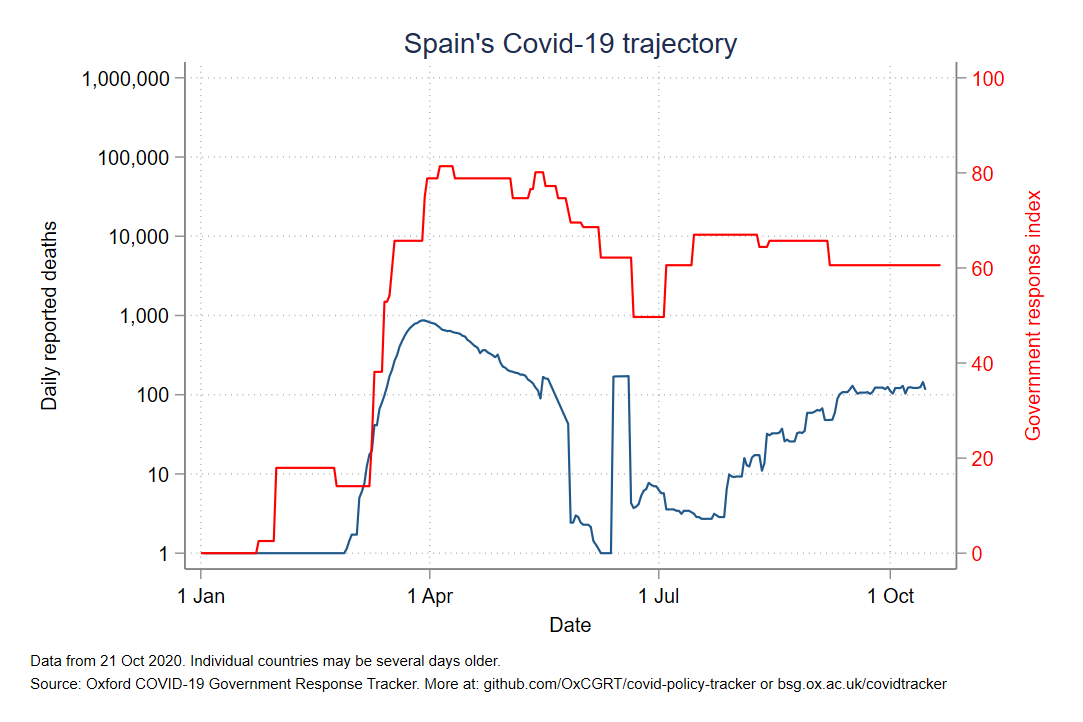 Spain's Covid-19 trajectory
1,000,000
100,000
10,000
1,000
100
10
1
Daily reported deaths
100
80
60
40
20
0
Government response index
1 Jan
1 Apr
1 Jul
1 Oct
Date
Data from 21 Oct 2020. Individual countries may be several days older.
Source: Oxford COVID-19 Government Response Tracker. More at: github.com/OxCGRT/covid-policy-tracker or bsg.ox.ac.uk/covidtracker